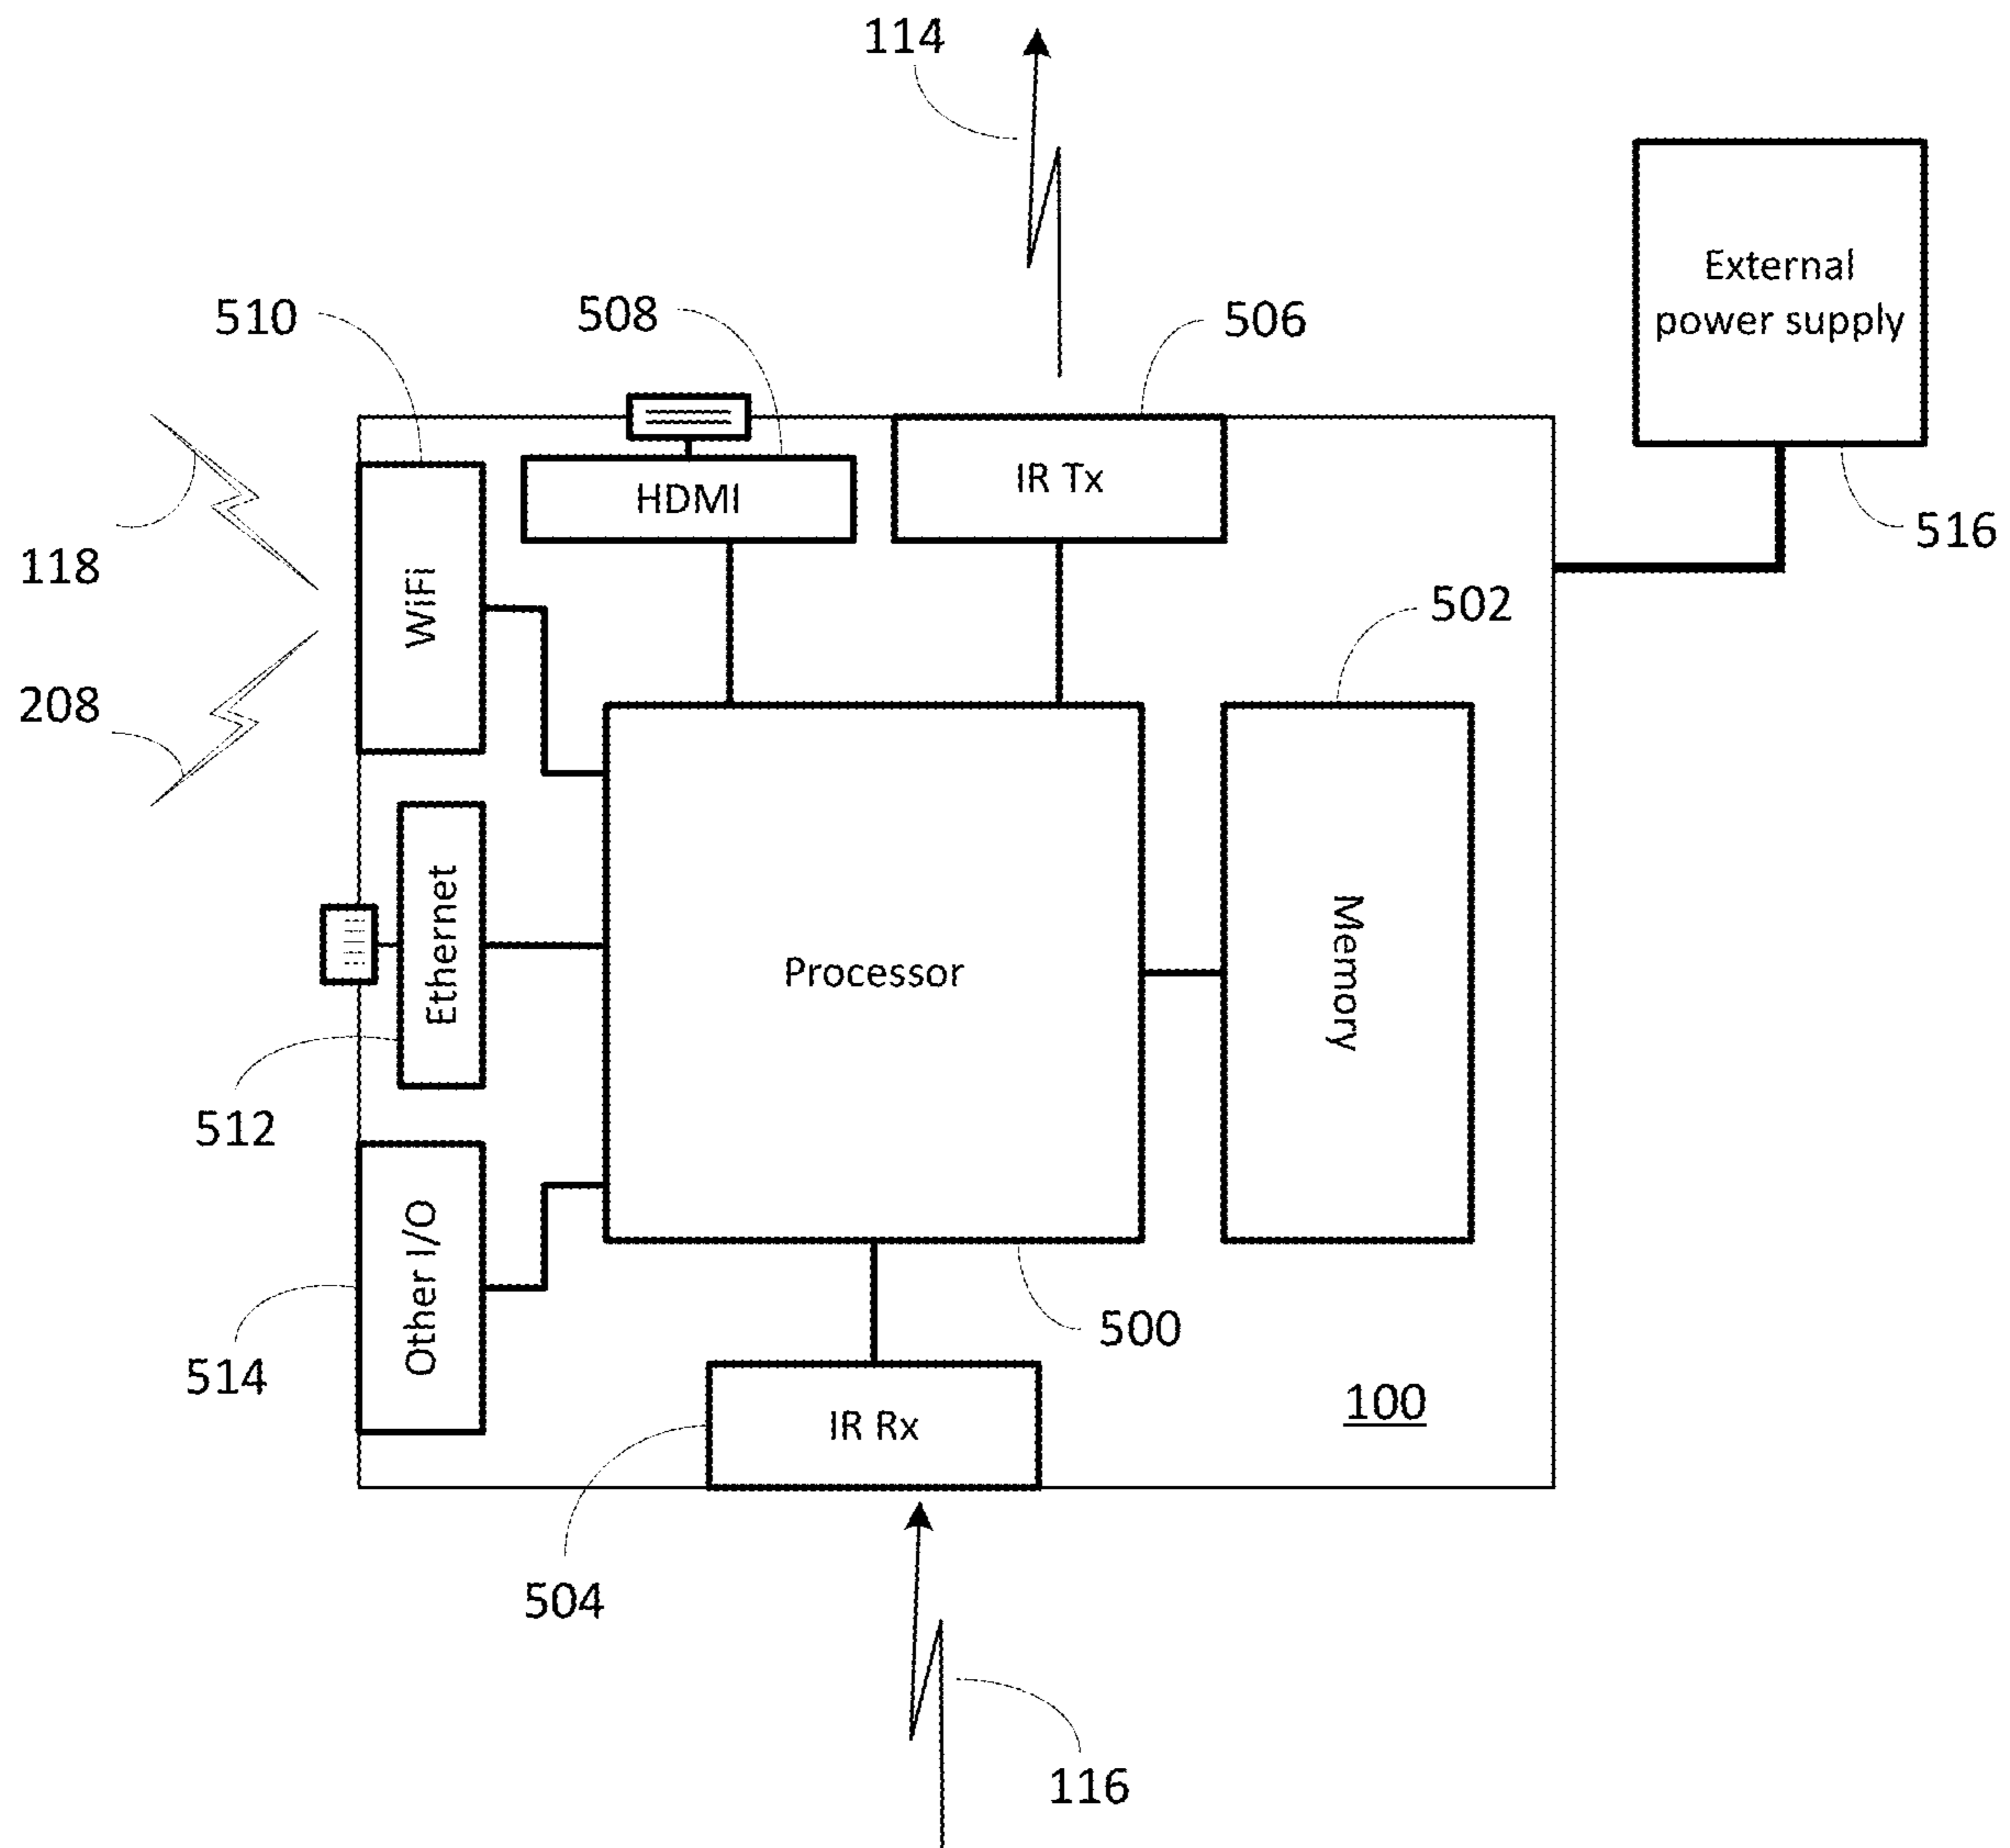 114
External
power supply
510
508
506
HDMI
IR Tx
516
118
WiFi
502
208
Ethernet
Processor
Memory
512
Other I/O
500
514
100
IR Rx
504
116